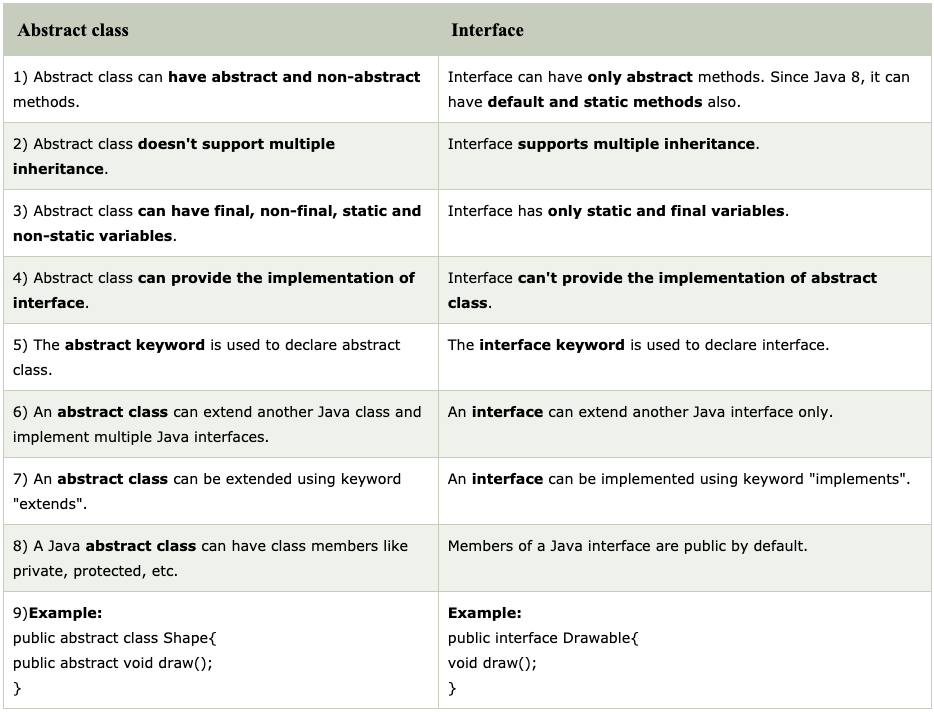 Abstract class
Interface
1) Abstract class can have abstract and non-abstract
methods.
Interface can have only abstract methods. Since Java 8, it can
have default and static methods also.
2) Abstract class doesn't support multiple
inheritance.
Interface supports multiple inheritance.
3) Abstract class can have final, non-final, static and
non-static variables.
Interface has only static and final variables.
4) Abstract class can provide the implementation of
interface.
Interface can't provide the implementation of abstract
class.
5) The abstract keyword is used to declare abstract
class.
The interface keyword is used to declare interface.
6) An abstract class can extend another Java class and
implement multiple Java interfaces.
An interface can extend another Java interface only.
7) An abstract class can be extended using keyword
"extends".
An interface can be implemented using keyword "implements".
8) A Java abstract class can have class members like
private, protected, etc.
Members of a Java interface are public by default.
9)Example:
public abstract class Shape{
public abstract void draw();
}
Example:
public interface Drawable{
void draw();
}